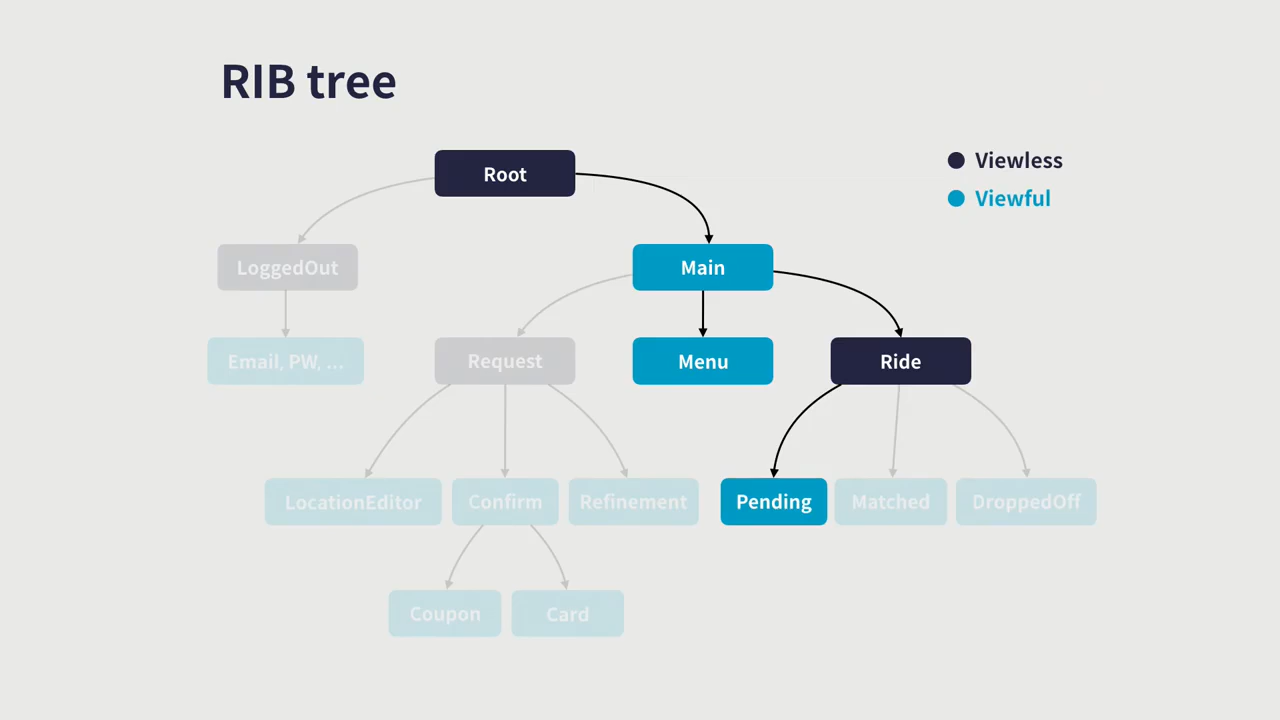 RIB tree
Viewless
Viewful
Root
LoggedOut
Main
Email, PW, ...
Request
Menu
Ride
LocationEditor
Confirm
Refinement
Pending
Matched
DroppedOff
Coupon
Card